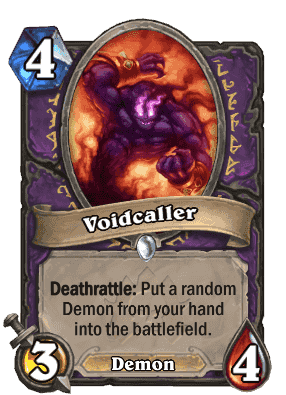 4
Voidcaller
Deathrattle: Put a random
Demon from your hand
into the battlefield.
3
Demon
4